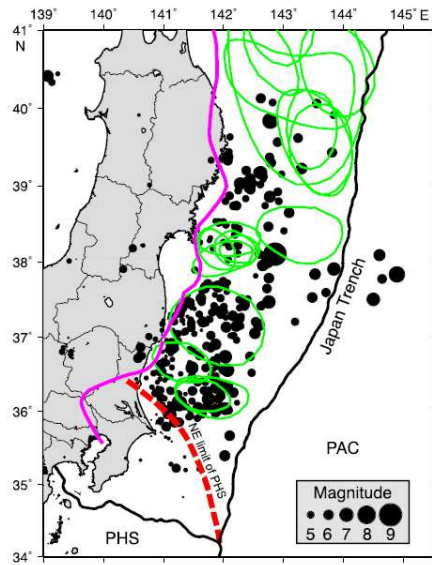 139° 140° 141° 142° 143° 144° 145° E
41°
N
40°
39°
38°
37°
36°
35°
34°
Japan Trench
NE limit of PHS
PAC
PHS
Magnitude
5 6 7 8 9